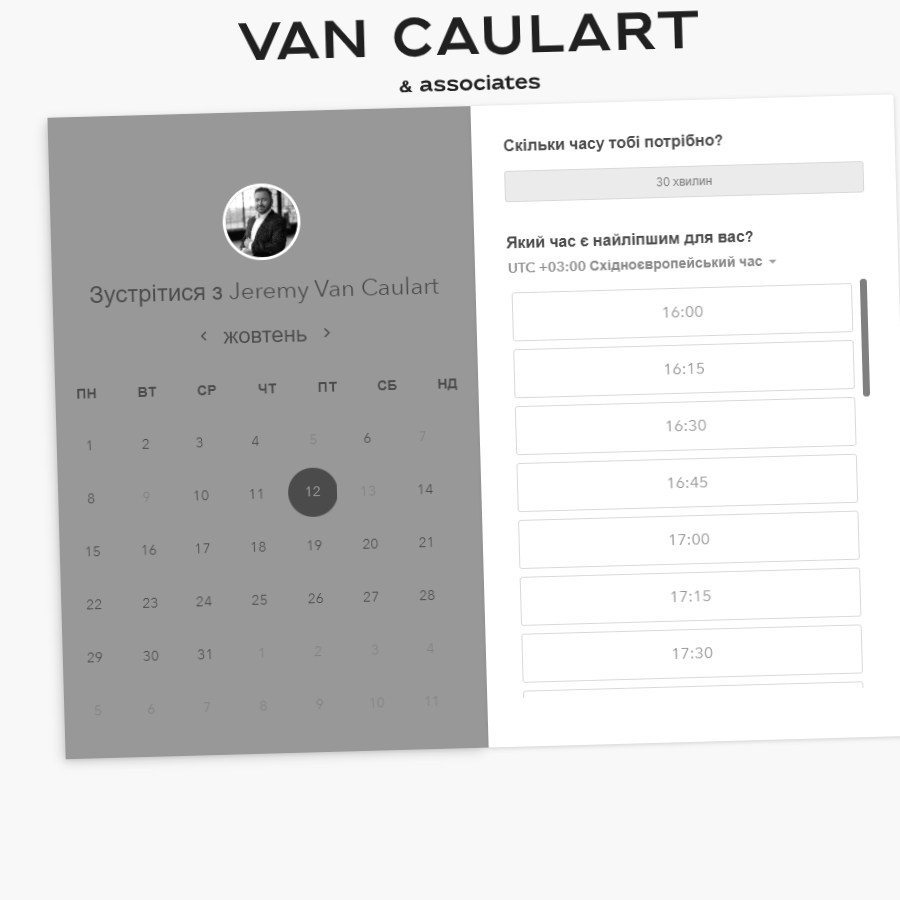 VAN CAULART
& associates
Зустрітися з Jeremy Van Caulart
жовтень
ПН ВТ СР ЧТ ПТ СБ НД
1 2 3 4 5 6 7
8 9 10 11 12 13 14
15 16 17 18 19 20 21
22 23 24 25 26 27 28
29 30 31 1 2 3 4
5 6 7 8 9 10 11
Скільки часу тобі потрібно?
30 хвилин
Який час є найліпшим для вас?
UTC +03:00 Східноєвропейський час
16:00
16:15
16:30
16:45
17:00
17:15
17:30